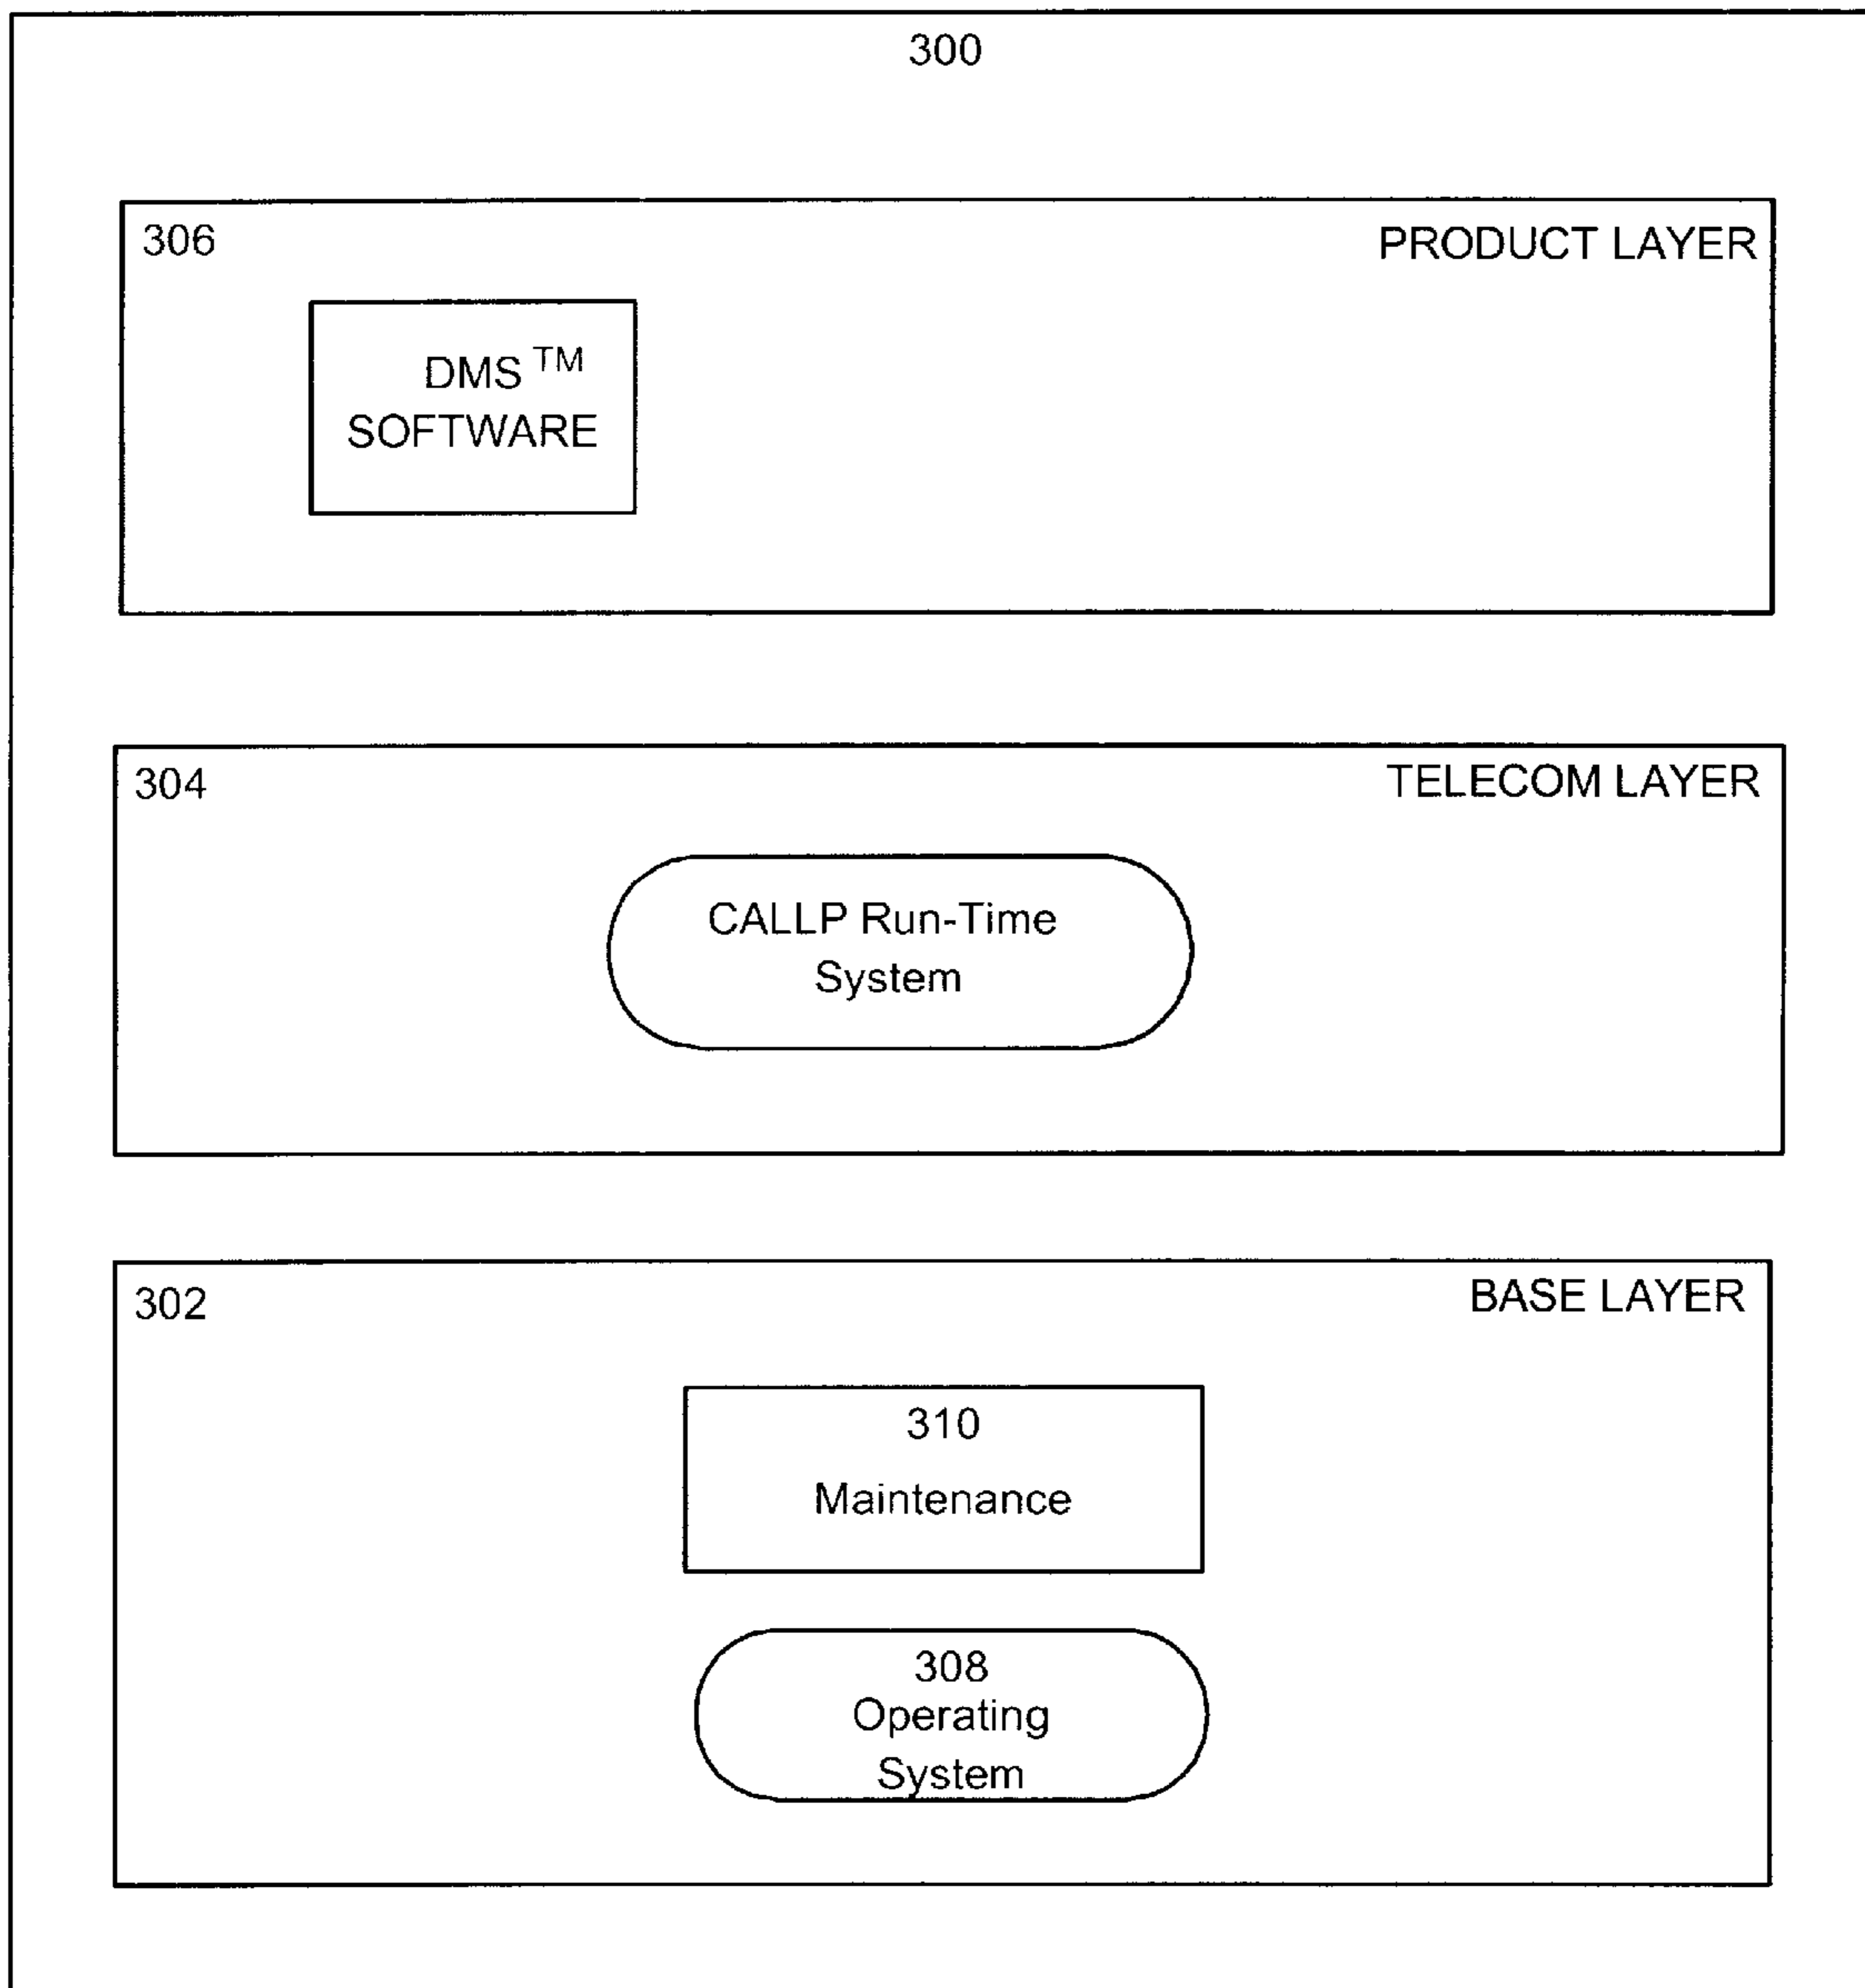 300
306
PRODUCT LAYER
DMS ™
SOFTWARE
304
TELECOM LAYER
CALLP Run-Time
System
302
BASE LAYER
310
Maintenance
308
Operating
System